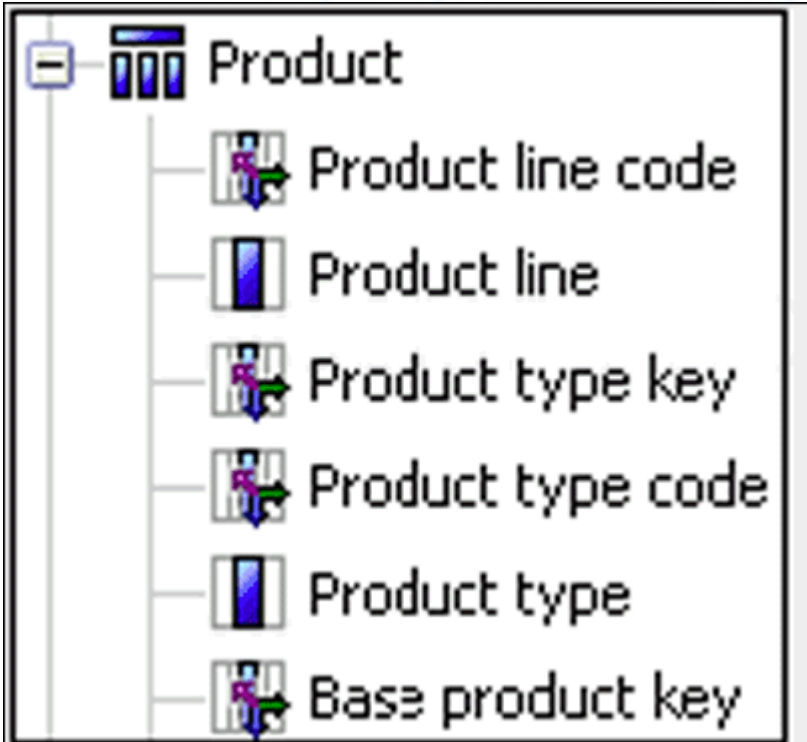 Product
Product line code
Product line
Product type key
Product type code
Product type
Base product key